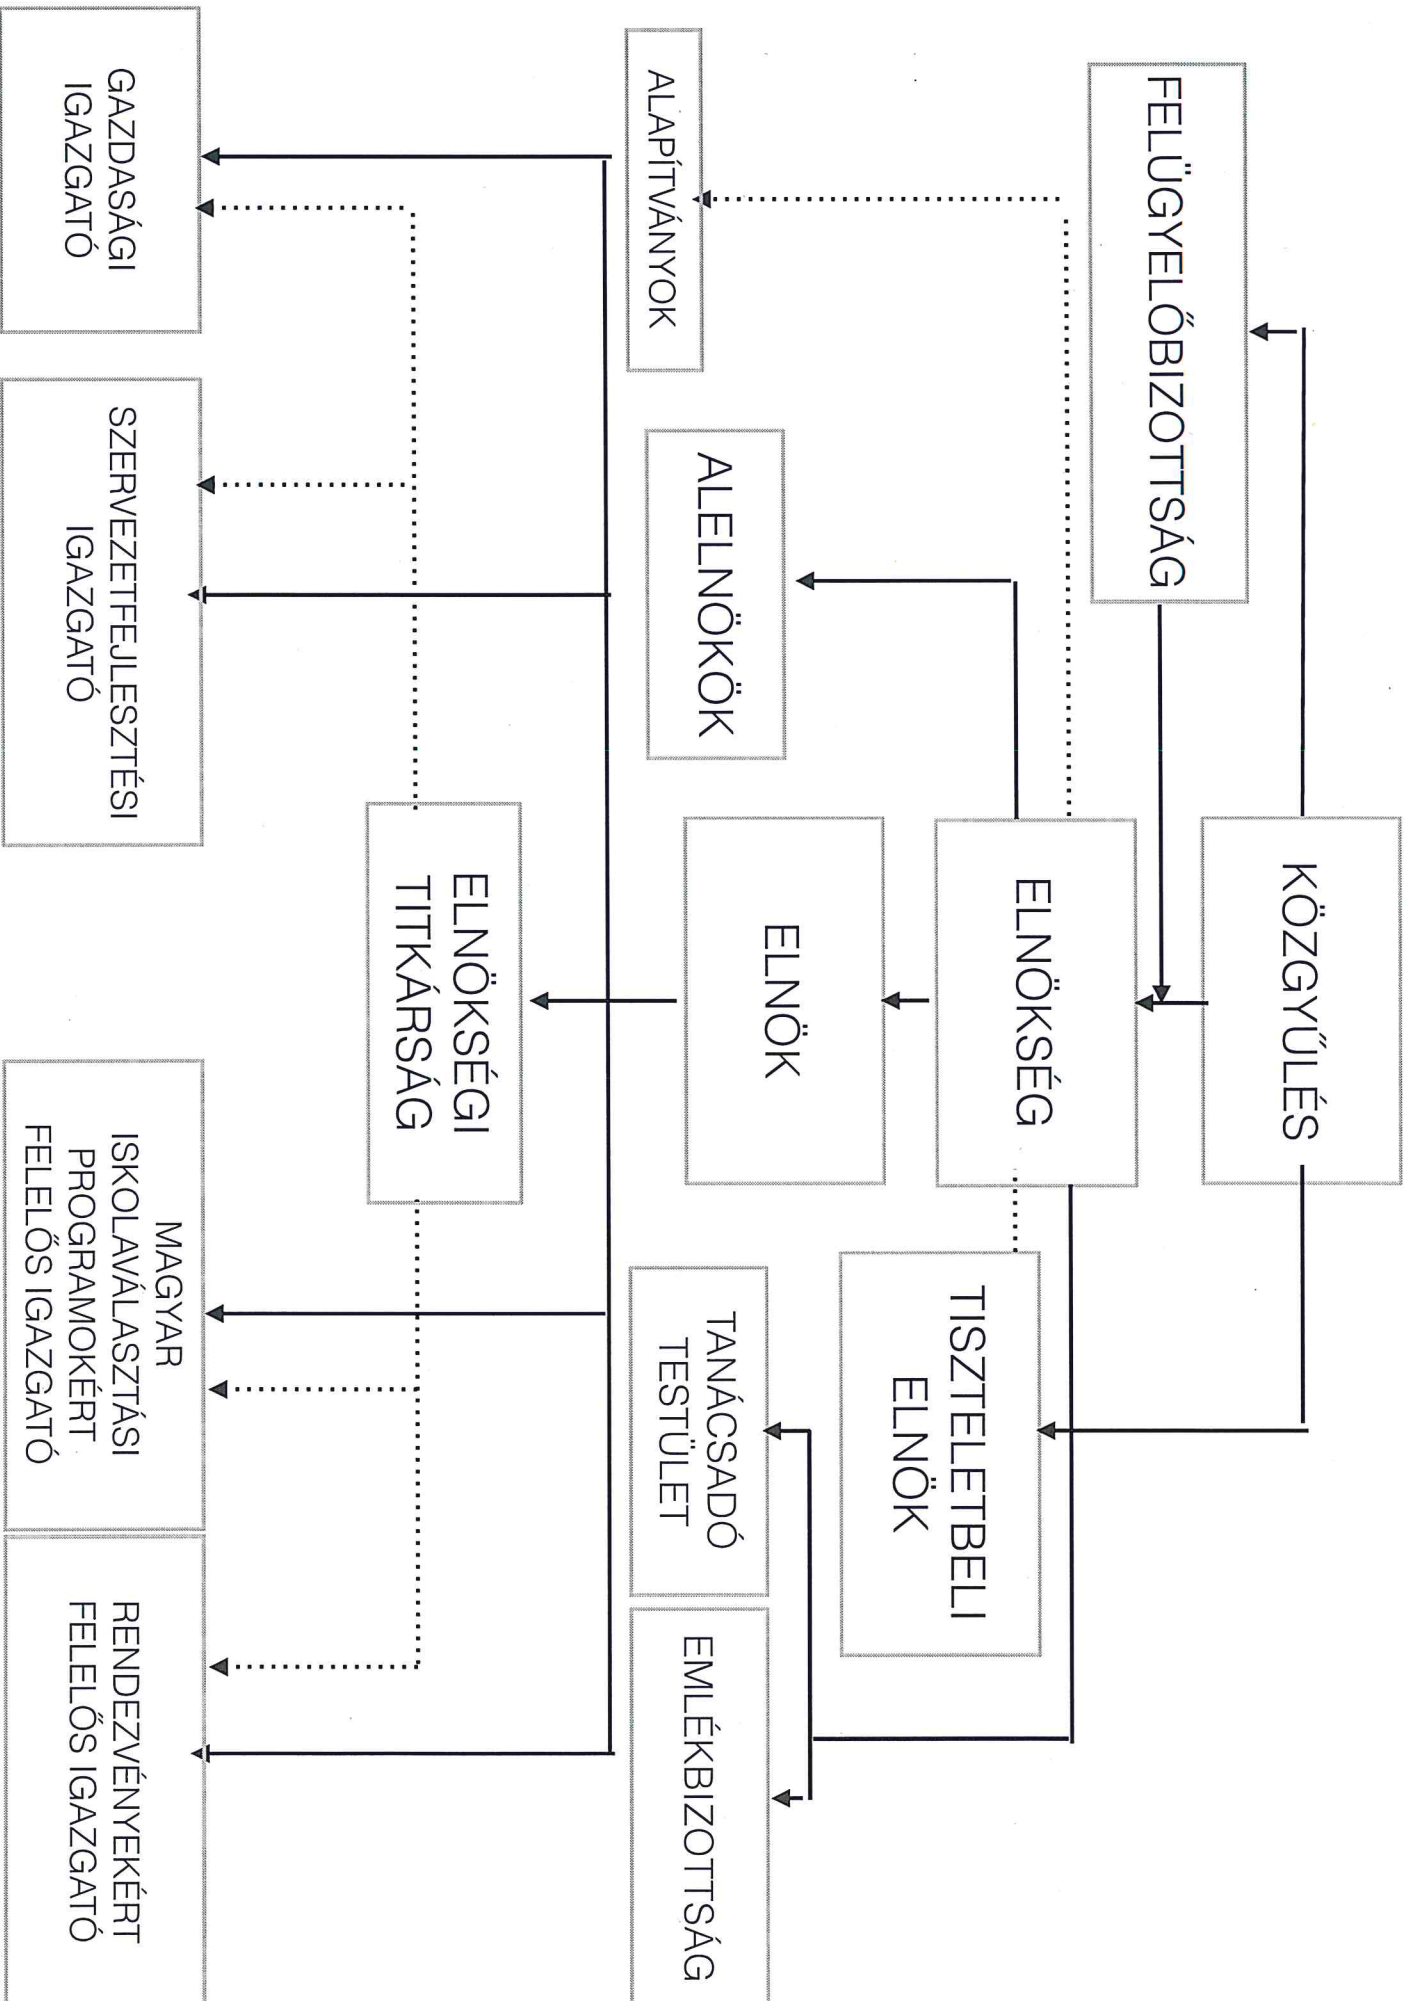 KÖZGYŰLÉS
FELÜGYELŐBIZOTTSÁG
ELNÖKSÉG
TISZTELETBELI
ELNÖK
ELNÖK
ALAPÍTVÁNYOK
ALELNÖKÖK
TANÁCSADÓ
TESTÜLET
EMLÉKBIZOTTSÁG
ELNÖKSÉGI
TITKÁRSÁG
GAZDASÁGI
IGAZGATÓ
SZERVEZETFEJLESZTÉSI
IGAZGATÓ
MAGYAR
ISKOLAVÁLASZTÁSI
PROGRAMOKÉRT
FELELŐS IGAZGATÓ
RENDEZVÉNYEKÉRT
FELELŐS IGAZGATÓ